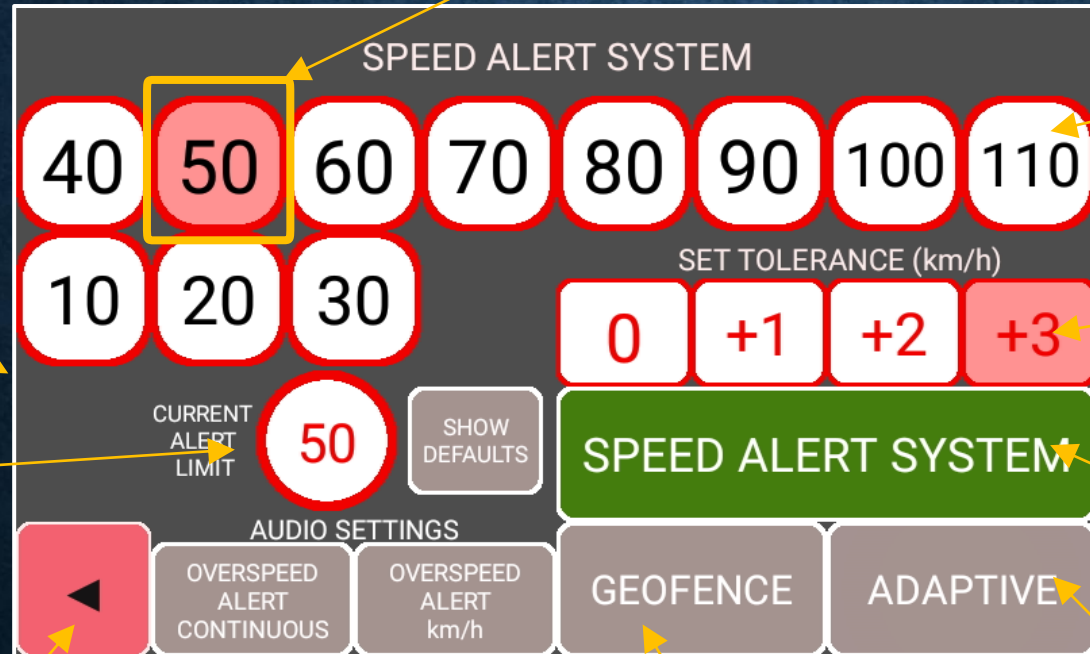 SPEED ALERT SYSTEM
40 50 60 70 80 90 100 110
10 20 30
SET TOLERANCE (km/h)
0 +1 +2 +3
CURRENT
ALERT
LIMIT
50
SHOW
DEFAULTS
SPEED ALERT SYSTEM
AUDIO SETTINGS
OVERSPEED
ALERT
CONTINUOUS
OVERSPEED
ALERT
km/h
GEOFENCE
ADAPTIVE